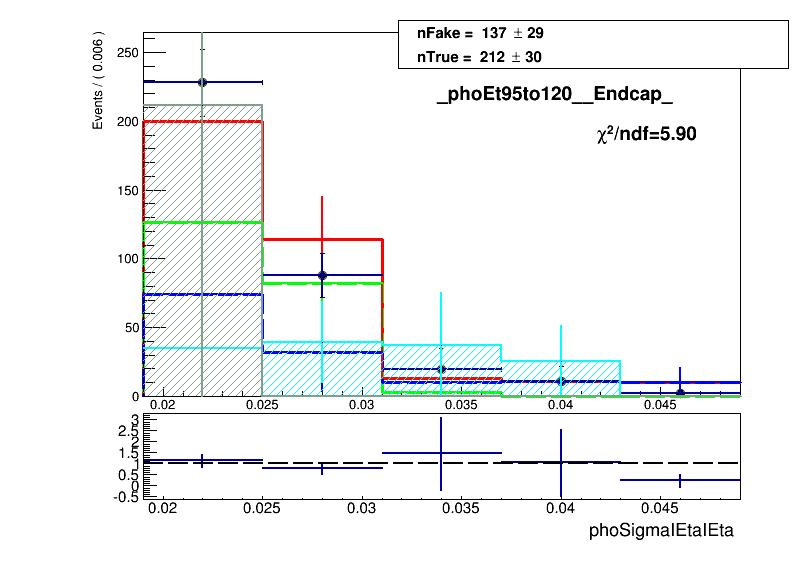 nFake = 137 ± 29
nTrue = 212 ± 30
_phoEt95to120__Endcap_
χ²/ndf=5.90
Events / ( 0.006 )
250
200
150
100
50
0
0.02 0.025 0.03 0.035 0.04 0.045
3
2.5
2
1.5
1
0.5
0
-0.5
0.02 0.025 0.03 0.035 0.04 0.045
phoSigmaIEtaIEta